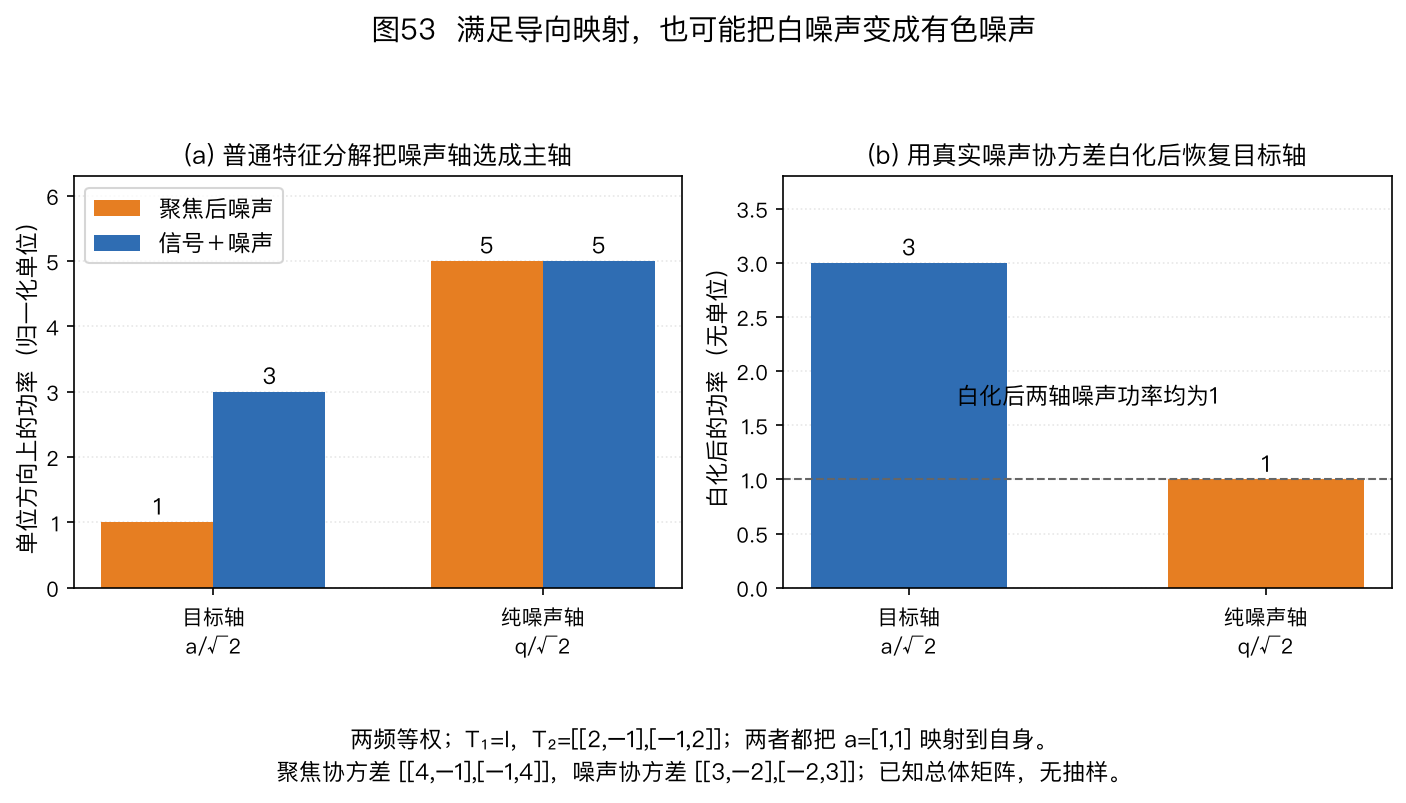 图53 满足导向映射，也可能把白噪声变成有色噪声
(a) 普通特征分解把噪声轴选成主轴
单位方向上的功率（归一化单位）
6
5
4
3
2
1
0
聚焦后噪声
信号＋噪声
1
3
5
5
目标轴
a/√2
纯噪声轴
q/√2
(b) 用真实噪声协方差白化后恢复目标轴
白化后的功率（无单位）
3.5
3.0
2.5
2.0
1.5
1.0
0.5
0.0
3
白化后两轴噪声功率均为1
1
目标轴
a/√2
纯噪声轴
q/√2
两频等权；T₁=I，T₂=[[2,−1],[−1,2]]；两者都把 a=[1,1] 映射到自身。
聚焦协方差 [[4,−1],[−1,4]]，噪声协方差 [[3,−2],[−2,3]]；已知总体矩阵，无抽样。